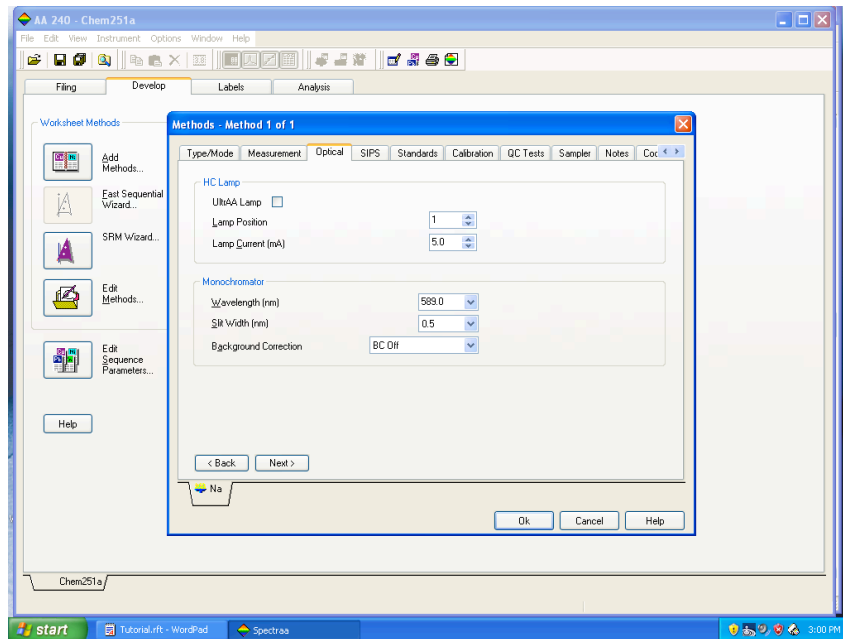 AA 240 - Chem251a
File Edit View Instrument Options Window Help
Filing Develop Labels Analysis
Worksheet Methods
Add
Methods...
Fast Sequential
Wizard...
SRM Wizard...
Edit
Methods...
Edit
Sequence
Parameters...
Help
Methods - Method 1 of 1
Type/Mode Measurement Optical SIPS Standards Calibration QC Tests Sampler Notes
HC Lamp
UltrAA Lamp
Lamp Position 1
Lamp Current (mA) 5.0
Monochromator
Wavelength (nm) 589.0
Slit Width (nm) 0.5
Background Correction BC Off
< Back Next >
Na
Ok Cancel Help
Chem251a
start Tutorial.rft - WordPad Spectraa 3:00 PM